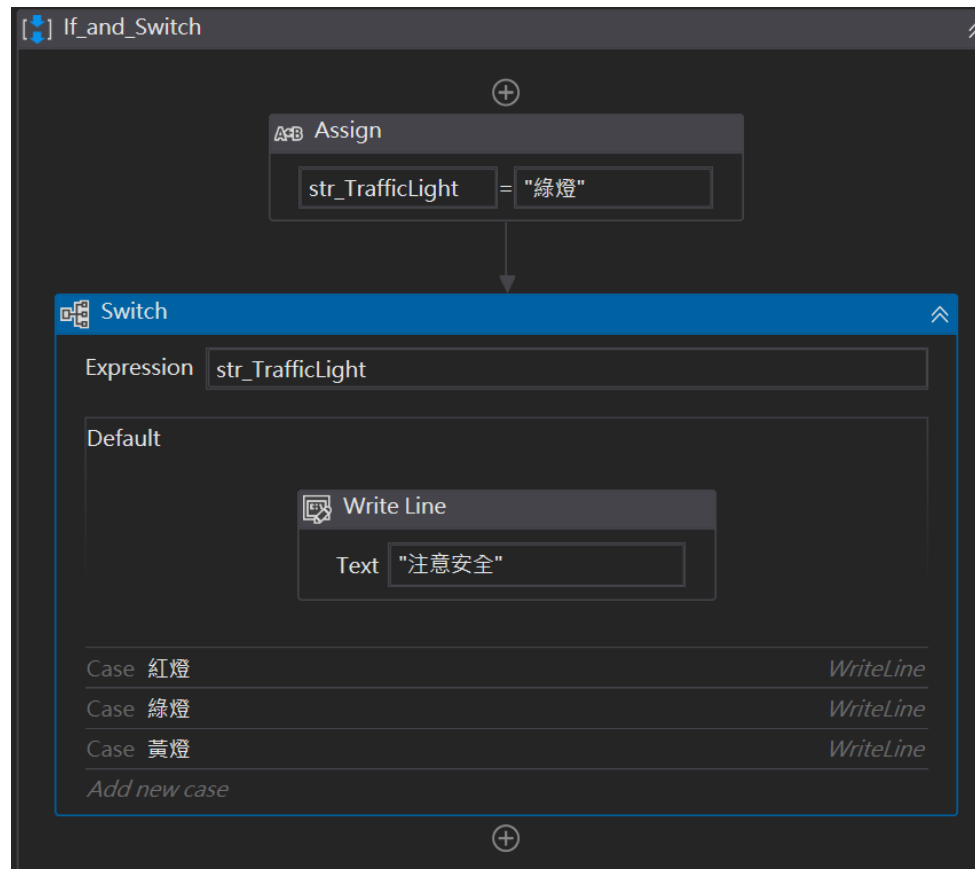 If_and_Switch
Assign
str_TrafficLight = "綠燈"
Switch
Expression str_TrafficLight
Default
Write Line
Text "注意安全"
Case 紅燈 WriteLine
Case 綠燈 WriteLine
Case 黃燈 WriteLine
Add new case